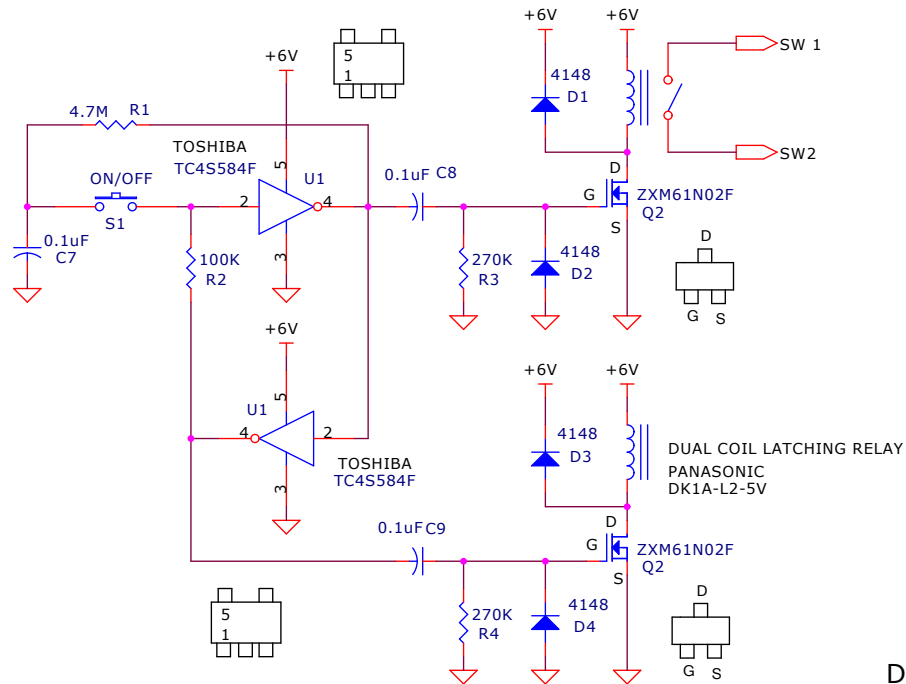 +6V
+6V
+6V
SW 1
SW2
5
1
4148
D1
4.7M
R1
TOSHIBA
TC4S584F
5
U1
2
4
3
ON/OFF
S1
0.1uF
C7
100K
R2
0.1uF C8
270K
R3
4148
D2
D
G
S
ZXM61N02F
Q2
D
G
S
+6V
5
U1
4
2
3
TOSHIBA
TC4S584F
+6V
+6V
4148
D3
DUAL COIL LATCHING RELAY
PANASONIC
DK1A-L2-5V
0.1uF C9
270K
R4
4148
D4
D
G
S
ZXM61N02F
Q2
D
G
S
5
1
D